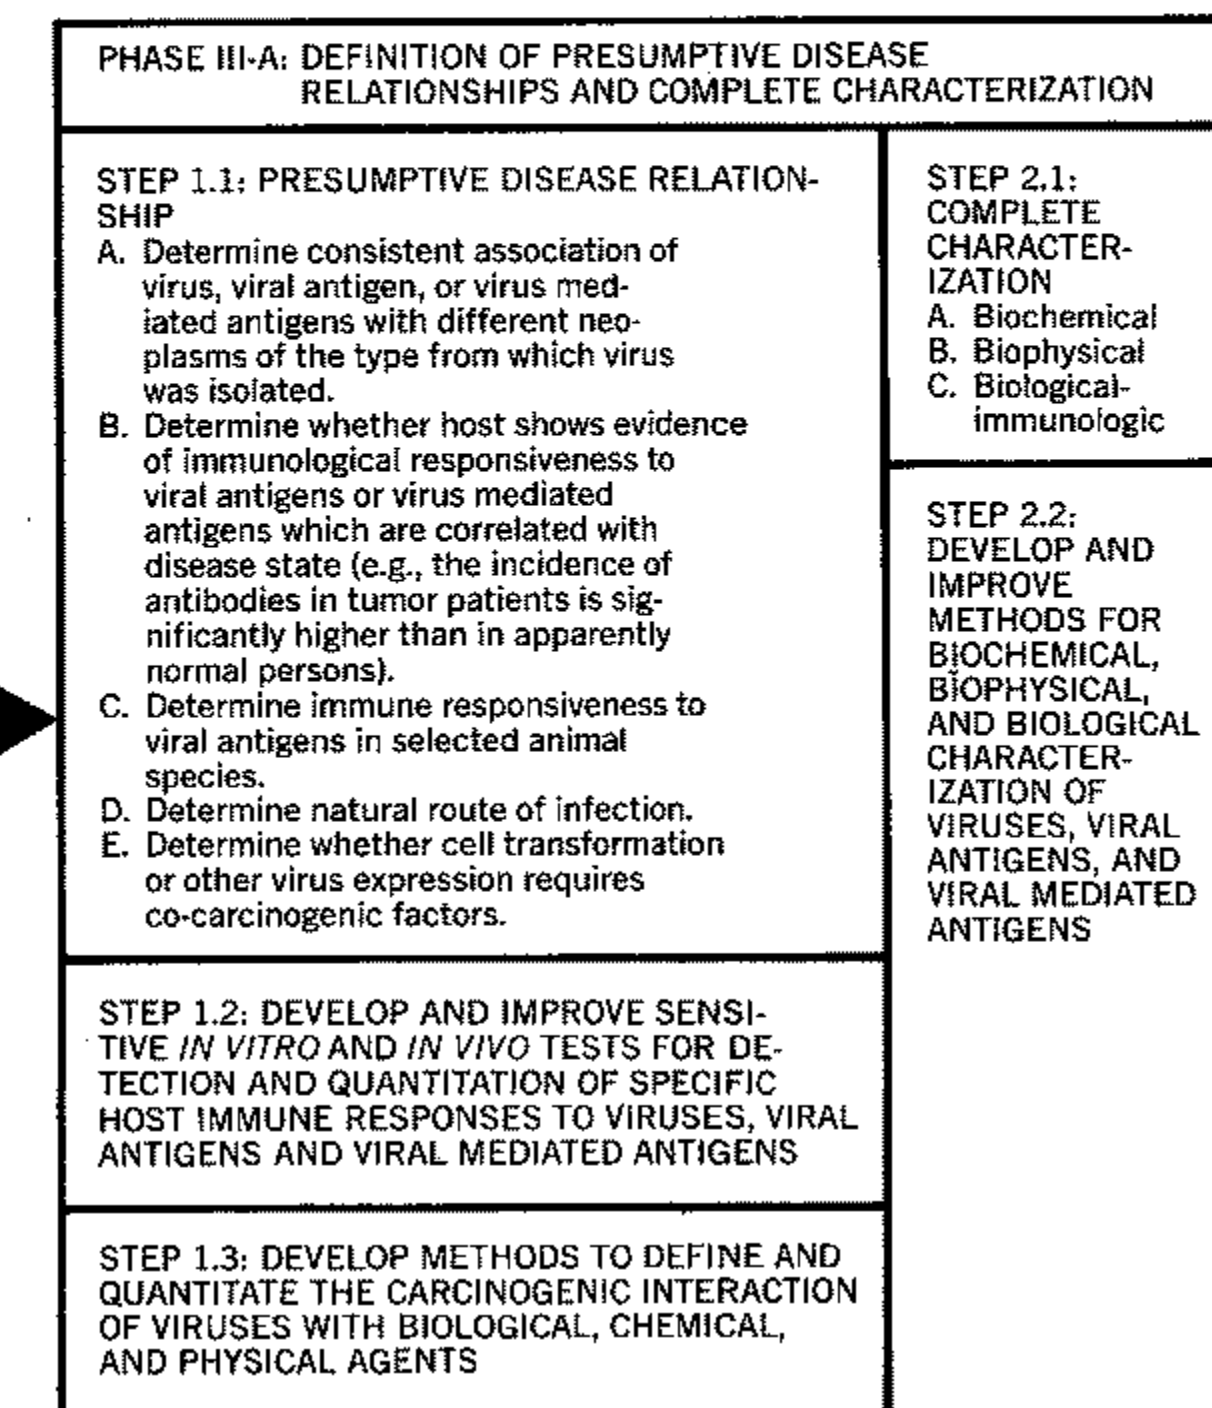 PHASE III-A: DEFINITION OF PRESUMPTIVE DISEASE
RELATIONSHIPS AND COMPLETE CHARACTERIZATION
STEP 1.1: PRESUMPTIVE DISEASE RELATION-
SHIP
A. Determine consistent association of
virus, viral antigen, or virus med-
iated antigens with different neo-
plasms of the type from which virus
was isolated.
B. Determine whether host shows evidence
of immunological responsiveness to
viral antigens or virus mediated
antigens which are correlated with
disease state (e.g., the incidence of
antibodies in tumor patients is sig-
nificantly higher than in apparently
normal persons).
C. Determine immune responsiveness to
viral antigens in selected animal
species.
D. Determine natural route of infection.
E. Determine whether cell transformation
or other virus expression requires
co-carcinogenic factors.
STEP 1.2: DEVELOP AND IMPROVE SENSI-
TIVE IN VITRO AND IN VIVO TESTS FOR DE-
TECTION AND QUANTITATION OF SPECIFIC
HOST IMMUNE RESPONSES TO VIRUSES, VIRAL
ANTIGENS AND VIRAL MEDIATED ANTIGENS
STEP 1.3: DEVELOP METHODS TO DEFINE AND
QUANTITATE THE CARCINOGENIC INTERACTION
OF VIRUSES WITH BIOLOGICAL, CHEMICAL,
AND PHYSICAL AGENTS
STEP 2.1:
COMPLETE
CHARACTER-
IZATION
A. Biochemical
B. Biophysical
C. Biological-
immunologic
STEP 2.2:
DEVELOP AND
IMPROVE
METHODS FOR
BIOCHEMICAL,
BIOPHYSICAL,
AND BIOLOGICAL
CHARACTER-
IZATION OF
VIRUSES, VIRAL
ANTIGENS, AND
VIRAL MEDIATED
ANTIGENS